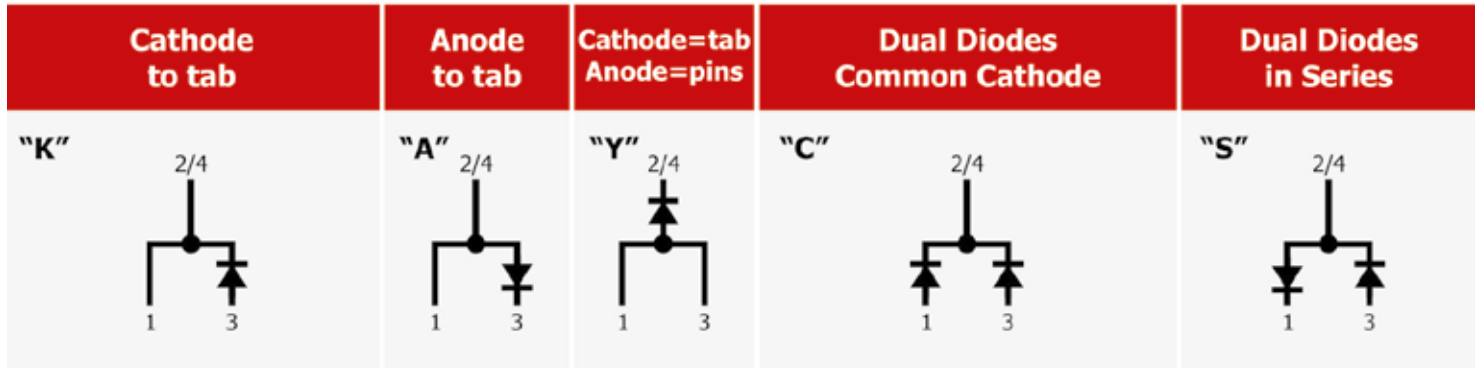 Cathode
to tab
Anode
to tab
Cathode=tab
Anode=pins
Dual Diodes
Common Cathode
Dual Diodes
in Series
“K”
2/4
1 3
“A”
2/4
1 3
“Y”
2/4
1 3
“C”
2/4
1 3
“S”
2/4
1 3